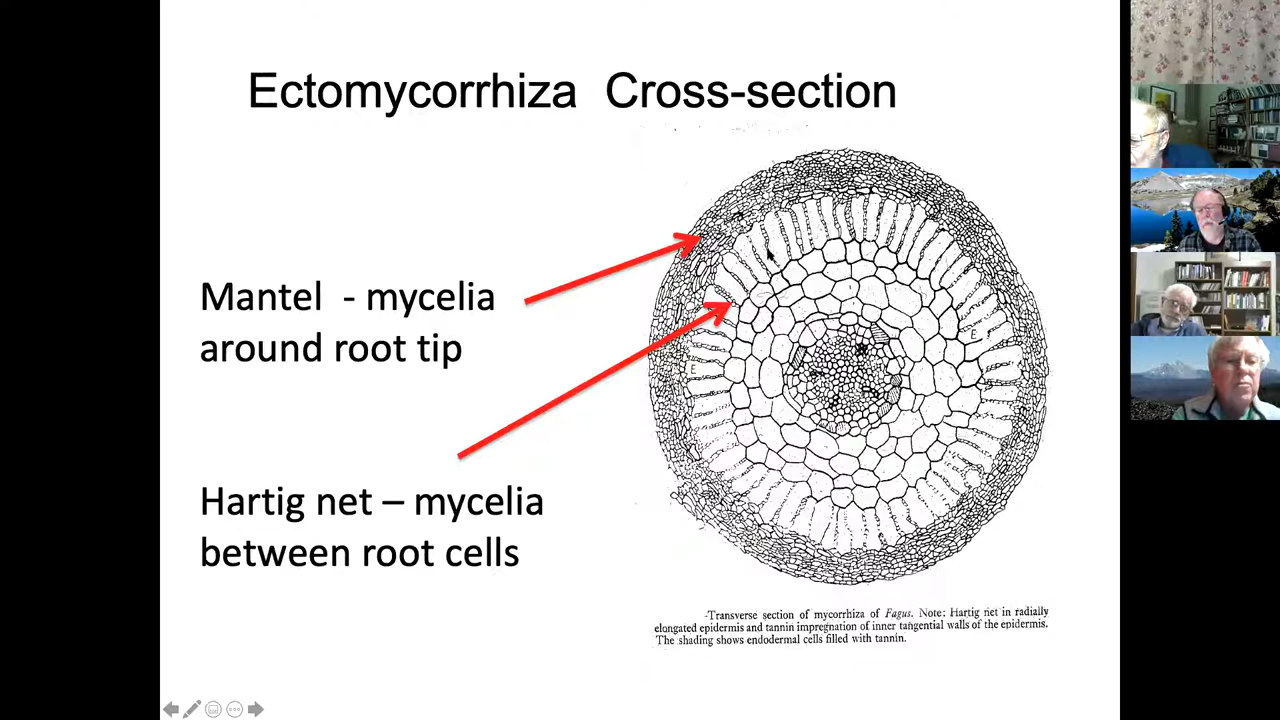 Ectomycorrhiza Cross-section
Mantel - mycelia
around root tip
Hartig net – mycelia
between root cells
E
E
-Transverse section of mycorrhiza of Fagus. Note: Hartig net in radially
elongated epidermis and tannin impregnation of inner tangential walls of the epidermis.
The shading shows endodermal cells filled with tannin.